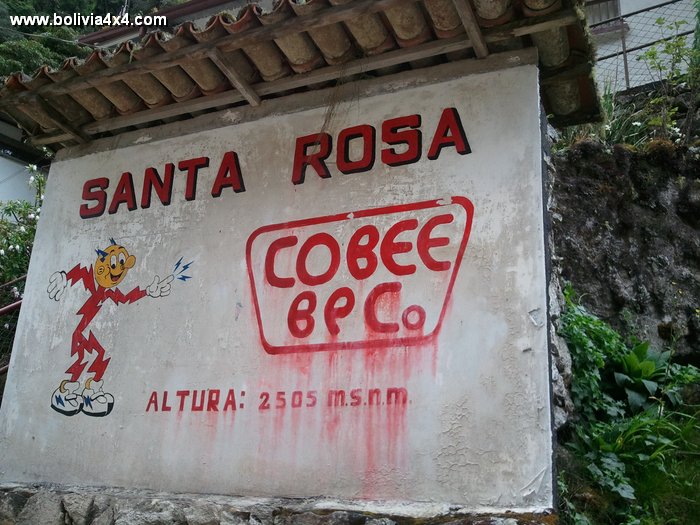 www.bolivia4x4.com
SANTA ROSA
COBEE
BPCo
ALTURA: 2505 m.s.n.m.